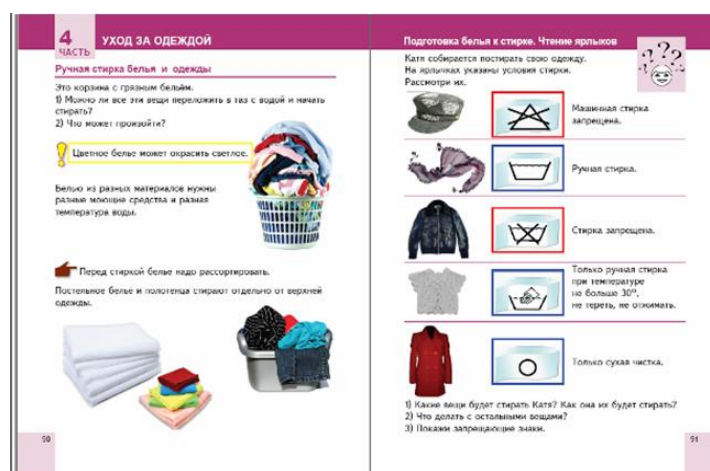 4
ЧАСТЬ
УХОД ЗА ОДЕЖДОЙ
Ручная стирка белья и одежды
Это корзина с грязным бельём.
1) Можно ли все эти вещи переложить в таз с водой и начать
стирать?
2) Что может произойти?
Цветное белье может окрасить светлое.
Белью из разных материалов нужны
разные моющие средства и разная
температура воды.
Перед стиркой белье надо рассортировать.
Постельное белье и полотенца стирают отдельно от верхней
одежды.
90
Подготовка белья к стирке. Чтение ярлыков
Катя собирается постирать свою одежду.
На ярлычках указаны условия стирки.
Рассмотри их.
? ? ? ?
Машинная стирка
запрещена.
Ручная стирка.
Стирка запрещена.
Только ручная стирка
при температуре
не больше 30°,
не тереть, не отжимать.
Только сухая чистка.
1) Какие вещи будет стирать Катя? Как она их будет стирать?
2) Что делать с остальными вещами?
3) Покажи запрещающие знаки.
91